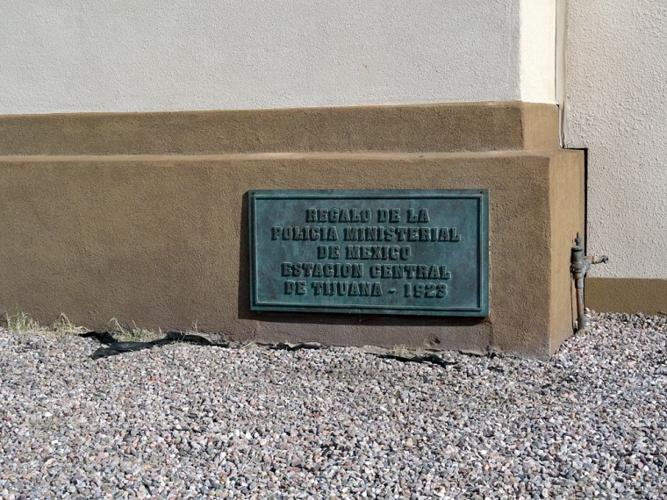 REGALO DE LA
POLICIA MINISTERIAL
DE MEXICO
ESTACION CENTRAL
DE TIJUANA - 1923